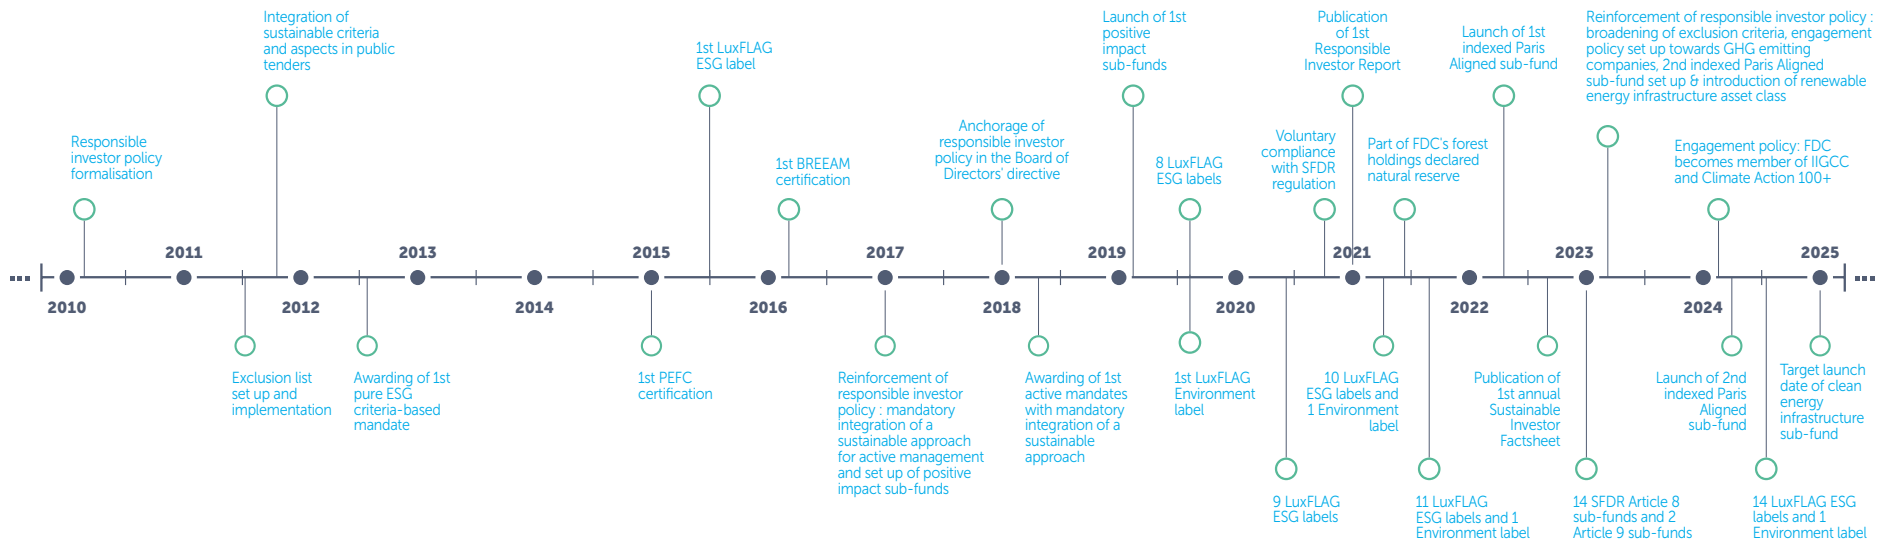 Integration of
sustainable criteria
and aspects in public
tenders
1st LuxFLAG
ESG label
Launch of 1st
positive
impact
sub-funds
Publication
of 1st
Responsible
Investor Report
Launch of 1st
indexed Paris
Aligned sub-fund
Reinforcement of responsible investor policy :
broadening of exclusion criteria, engagement
policy set up towards GHG emitting
companies, 2nd indexed Paris Aligned
sub-fund set up & introduction of renewable
energy infrastructure asset class
Responsible
investor policy
formalisation
1st BREEAM
certification
Anchorage of
responsible investor
policy in the Board of
Directors' directive
8 LuxFLAG
ESG labels
Voluntary
compliance
with SFDR
regulation
Part of FDC's forest
holdings declared
natural reserve
Engagement policy: FDC
becomes member of IIGCC
and Climate Action 100+
2011
2013
2015
2017
2019
2021
2023
2025
2010
2012
2014
2016
2018
2020
2022
2024
Exclusion list
set up and
implementation
Awarding of 1st
pure ESG
criteria-based
mandate
1st PEFC
certification
Reinforcement of
responsible investor
policy : mandatory
integration of a
sustainable approach
for active management
and set up of positive
impact sub-funds
Awarding of 1st
active mandates
with mandatory
integration of a
sustainable
approach
1st LuxFLAG
Environment
label
10 LuxFLAG
ESG labels and
1 Environment
label
Publication of
1st annual
Sustainable
Investor
Factsheet
Launch of 2nd
indexed Paris
Aligned
sub-fund
Target launch
date of clean
energy
infrastructure
sub-fund
9 LuxFLAG
ESG labels
11 LuxFLAG
ESG labels and 1
Environment label
14 SFDR Article 8
sub-funds and 2
Article 9 sub-funds
14 LuxFLAG ESG
labels and 1
Environment label